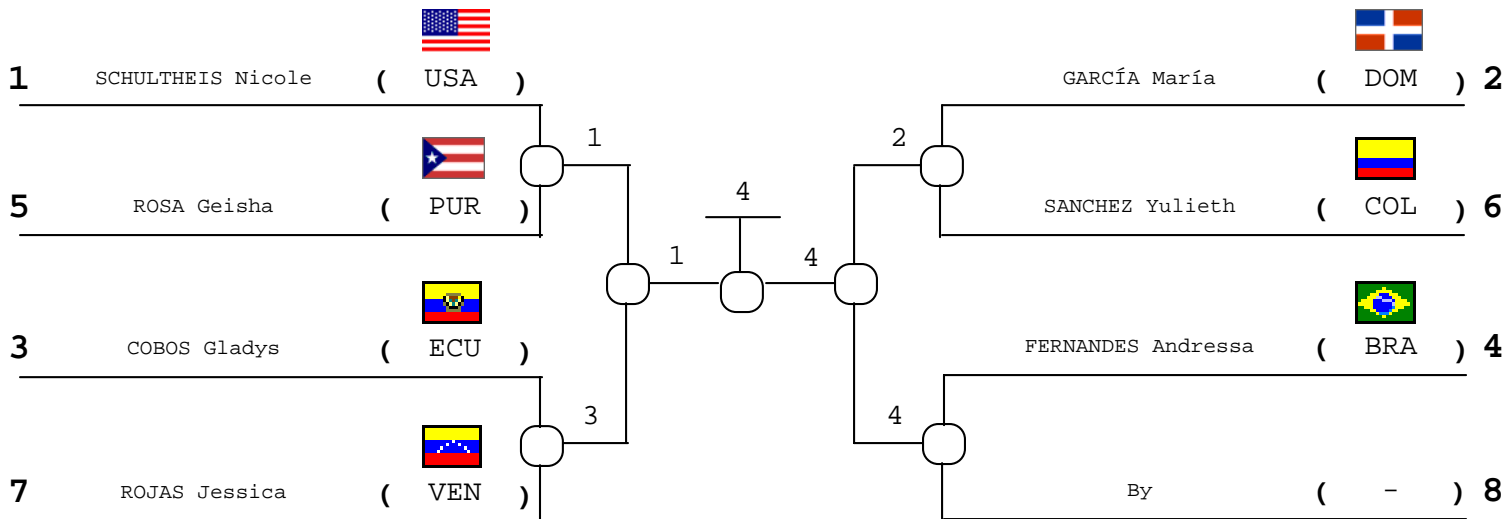 1 SCHULTHEIS Nicole ( USA )
GARCÍA María ( DOM ) 2
1
2
5 ROSA Geisha ( PUR )
4
SANCHEZ Yulieth ( COL ) 6
1
4
3 COBOS Gladys ( ECU )
FERNANDES Andressa ( BRA ) 4
3
4
7 ROJAS Jessica ( VEN )
By ( - ) 8